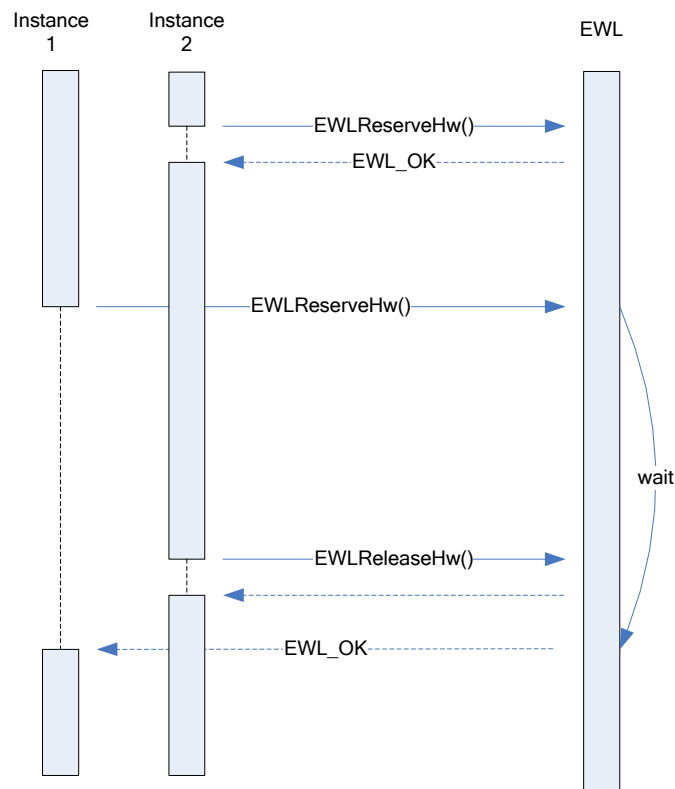 Instance
1
Instance
2
EWL
EWLReserveHw()
EWL_OK
EWLReserveHw()
wait
EWLReleaseHw()
EWL_OK